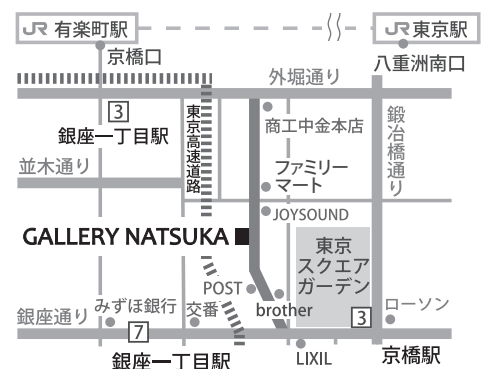 JR 有楽町駅
JR 東京駅
京橋口
八重洲南口
外堀通り
3
銀座一丁目駅
東京高速道路
商工中金本店
鍛冶橋通り
並木通り
ファミリー
マート
JOYSOUND
GALLERY NATSUKA
東京
スクエア
ガーデン
POST
brother
みずほ銀行
交番
3
ローソン
銀座通り
7
銀座一丁目駅
LIXIL
京橋駅